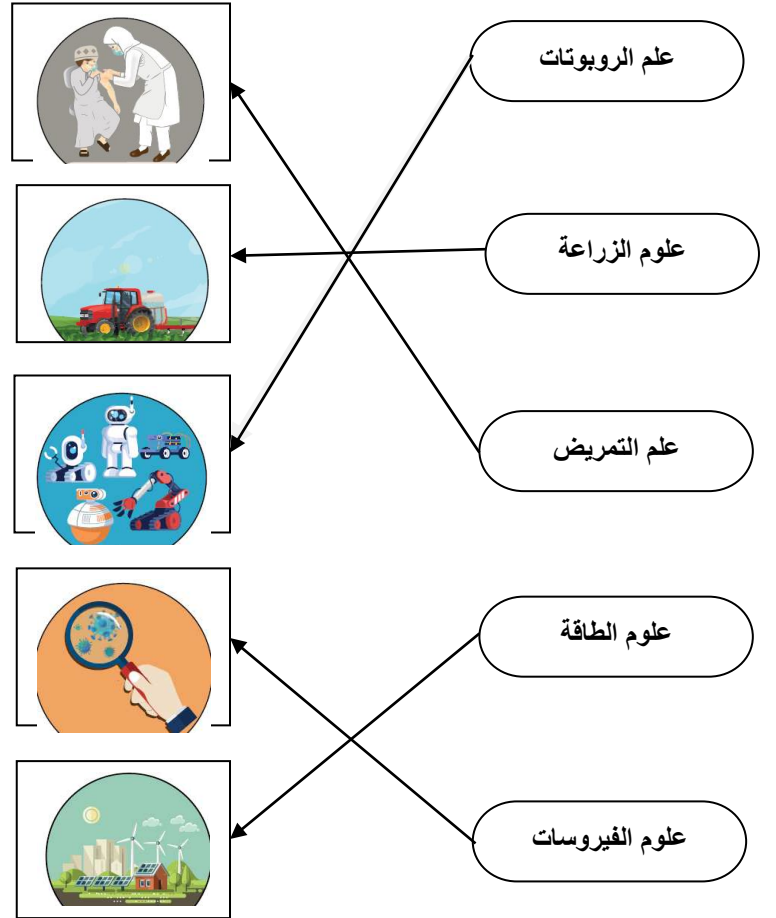 علم الروبوتات
علوم الزراعة
علم التمريض
علوم الطاقة
علوم الفيروسات